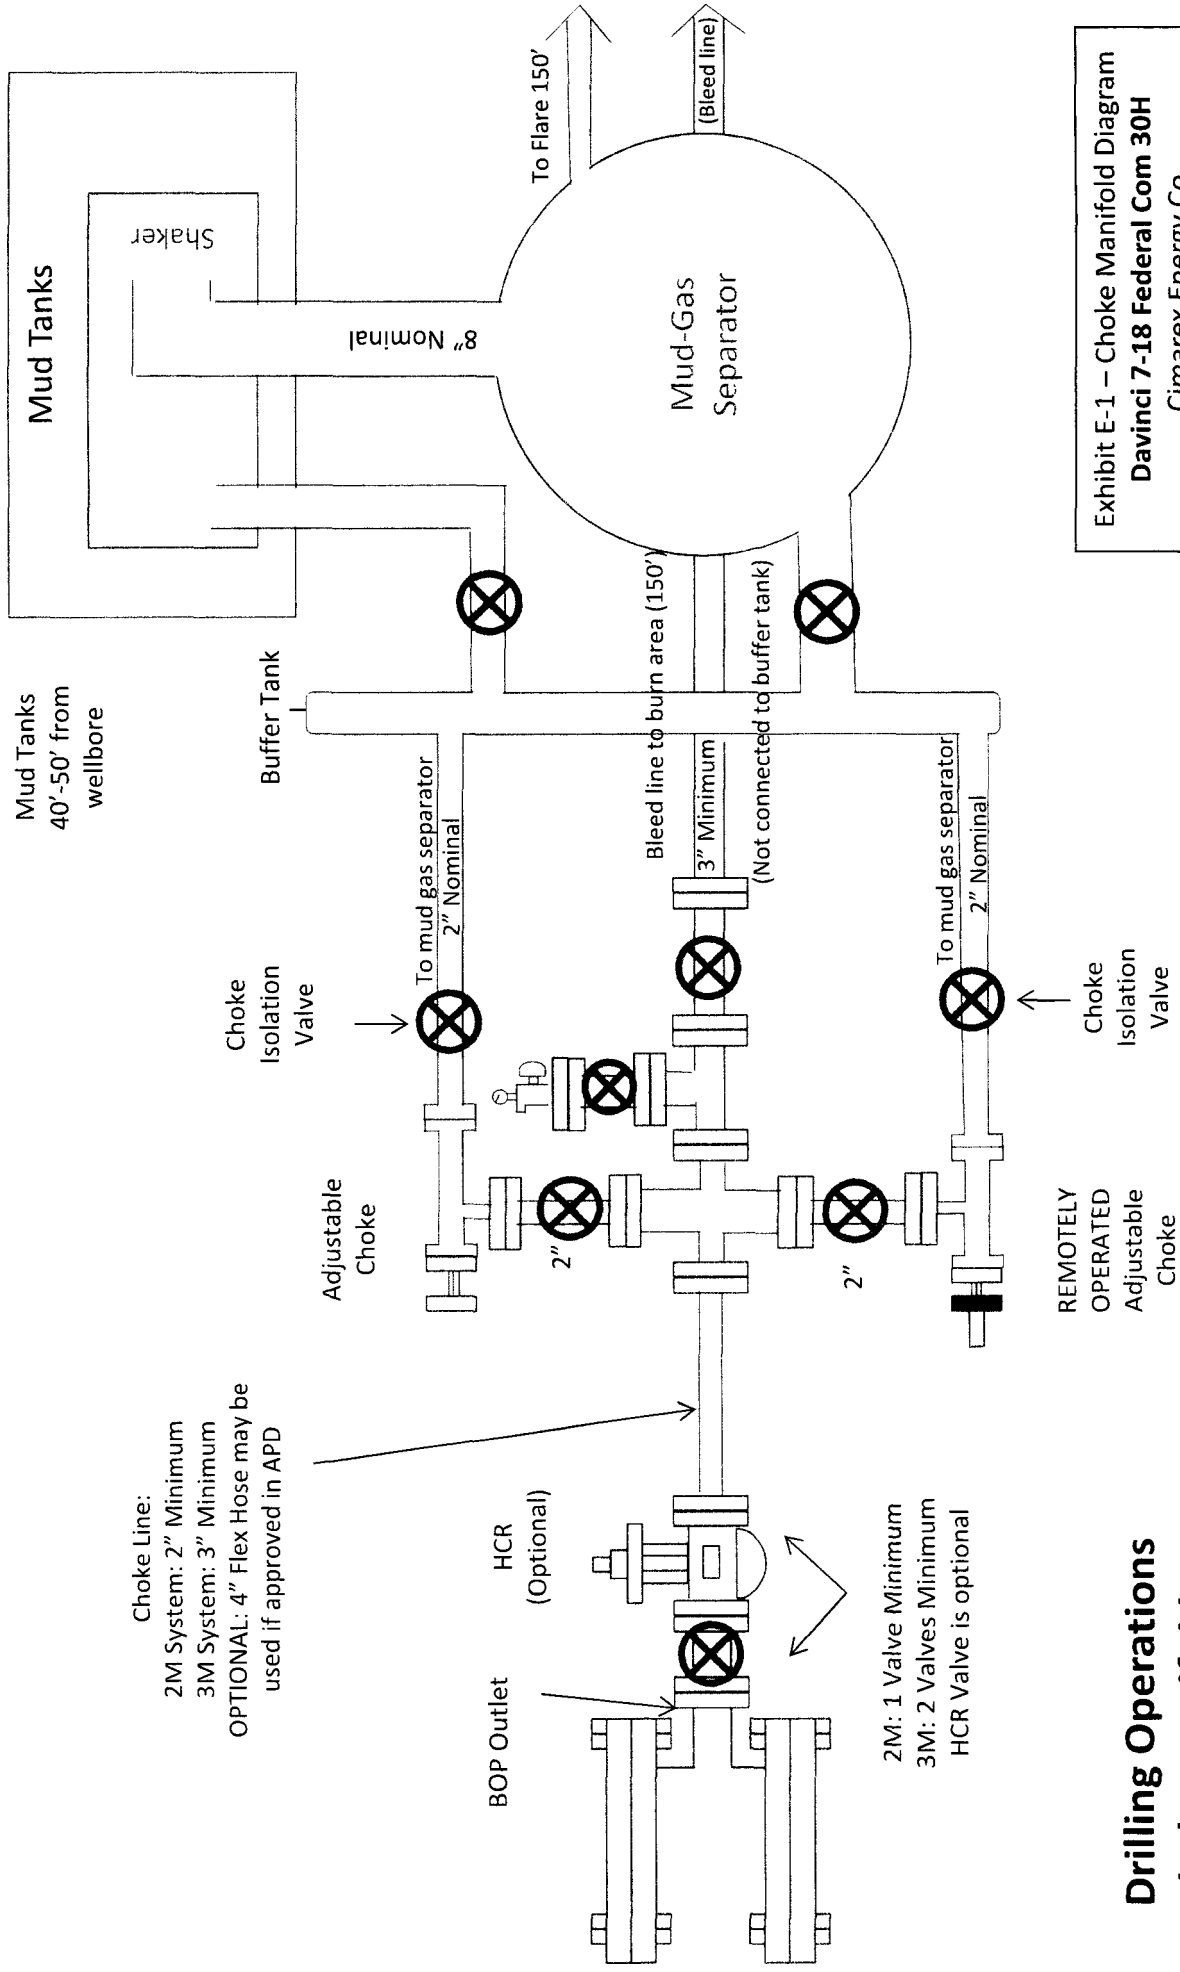 Mud Tanks
40'-50' from
wellbore
Mud Tanks
Shaker
8" Nominal
Buffer Tank
To Flare 150'
(Bleed line)
Mud-Gas
Separator
Choke
Isolation
Valve
To mud gas separator
2" Nominal
Bleed line to burn area (150')
3" Minimum
(Not connected to buffer tank)
To mud gas separator
2" Nominal
Choke
Isolation
Valve
Adjustable
Choke
2"
2"
REMOTELY
OPERATED
Adjustable
Choke
Choke Line:
2M System: 2" Minimum
3M System: 3" Minimum
OPTIONAL: 4" Flex Hose may be
used if approved in APD
HCR
(Optional)
BOP Outlet
2M: 1 Valve Minimum
3M: 2 Valves Minimum
HCR Valve is optional
Drilling Operations
Exhibit E-1 – Choke Manifold Diagram
Davinci 7-18 Federal Com 30H
Cimarex Energy Co